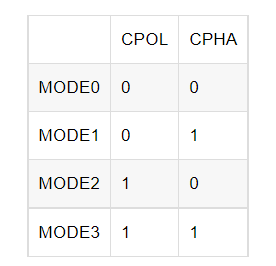 CPOL CPHA
MODE0 0 0
MODE1 0 1
MODE2 1 0
MODE3 1 1